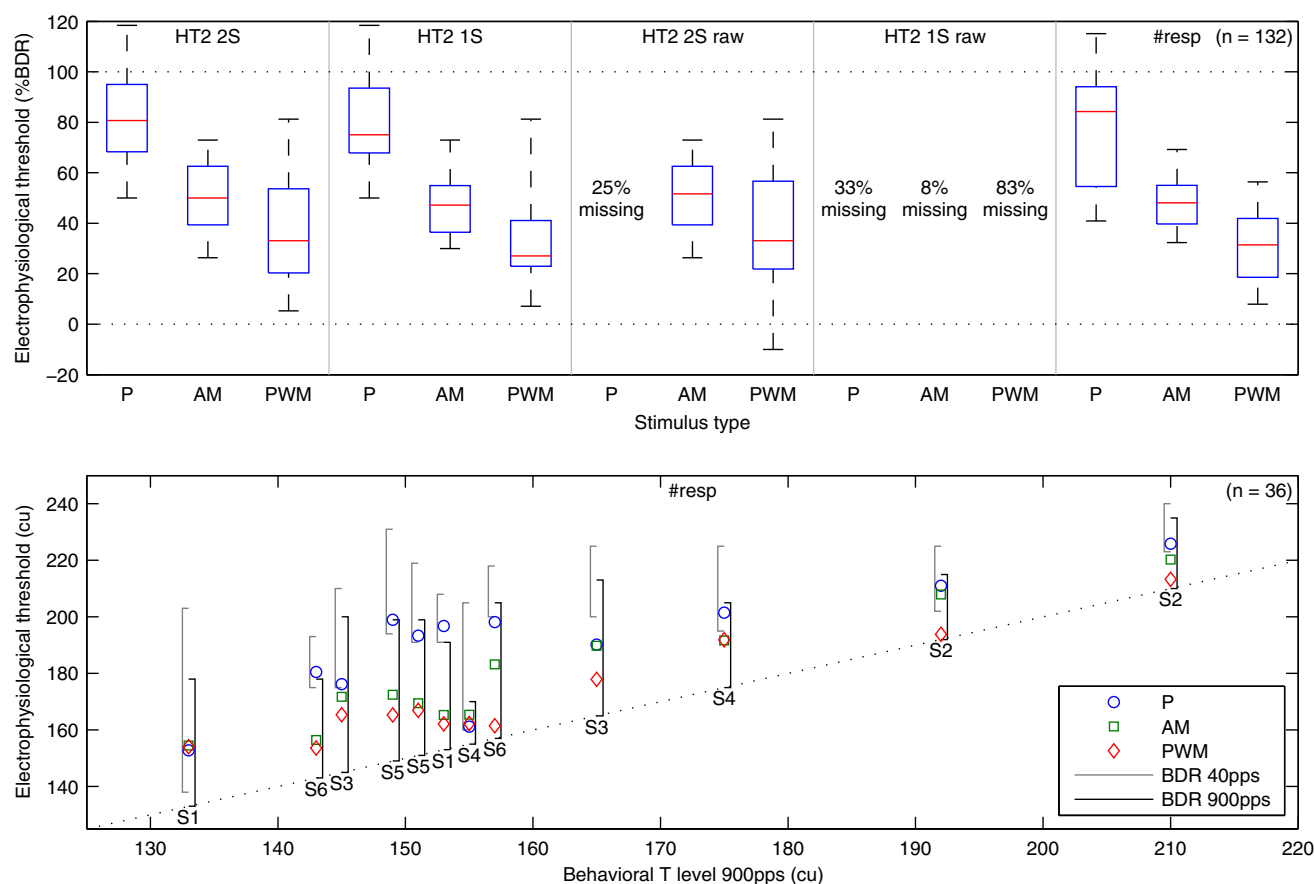 120
100
80
60
40
20
0
−20
Electrophysiological threshold (%BDR)
HT2 2S
HT2 1S
HT2 2S raw
HT2 1S raw
#resp (n = 132)
25%
missing
33%
missing
8%
missing
83%
missing
P AM PWM P AM PWM P AM PWM P AM PWM P AM PWM
Stimulus type
240
220
200
180
160
140
Electrophysiological threshold (cu)
#resp
(n = 36)
S1
S6
S3
S5
S5
S1
S4
S6
S3
S4
S2
S2
P
AM
PWM
BDR 40pps
BDR 900pps
130 140 150 160 170 180 190 200 210 220
Behavioral T level 900pps (cu)